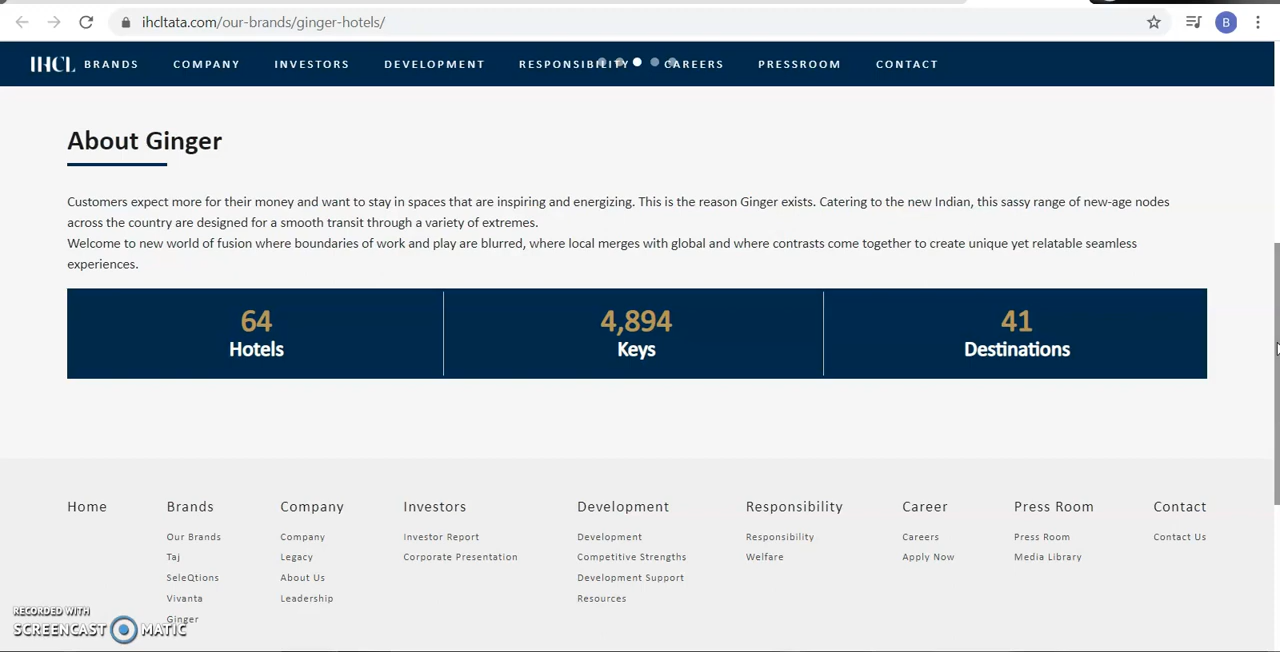 ihcltata.com/our-brands/ginger-hotels/
B
IHCL BRANDS COMPANY INVESTORS DEVELOPMENT RESPONSIBILITY CAREERS PRESSROOM CONTACT
About Ginger
Customers expect more for their money and want to stay in spaces that are inspiring and energizing. This is the reason Ginger exists. Catering to the new Indian, this sassy range of new-age nodes
across the country are designed for a smooth transit through a variety of extremes.
Welcome to new world of fusion where boundaries of work and play are blurred, where local merges with global and where contrasts come together to create unique yet relatable seamless
experiences.
64 4,894 41
Hotels Keys Destinations
Home Brands Company Investors Development Responsibility Career Press Room Contact
Our Brands Company Investor Report Development Responsibility Careers Press Room Contact Us
Taj Legacy Corporate Presentation Competitive Strengths Welfare Apply Now Media Library
SeleQtions About Us Development Support
Vivanta Leadership Resources
Ginger
RECORDED WITH
SCREENCAST MATIC